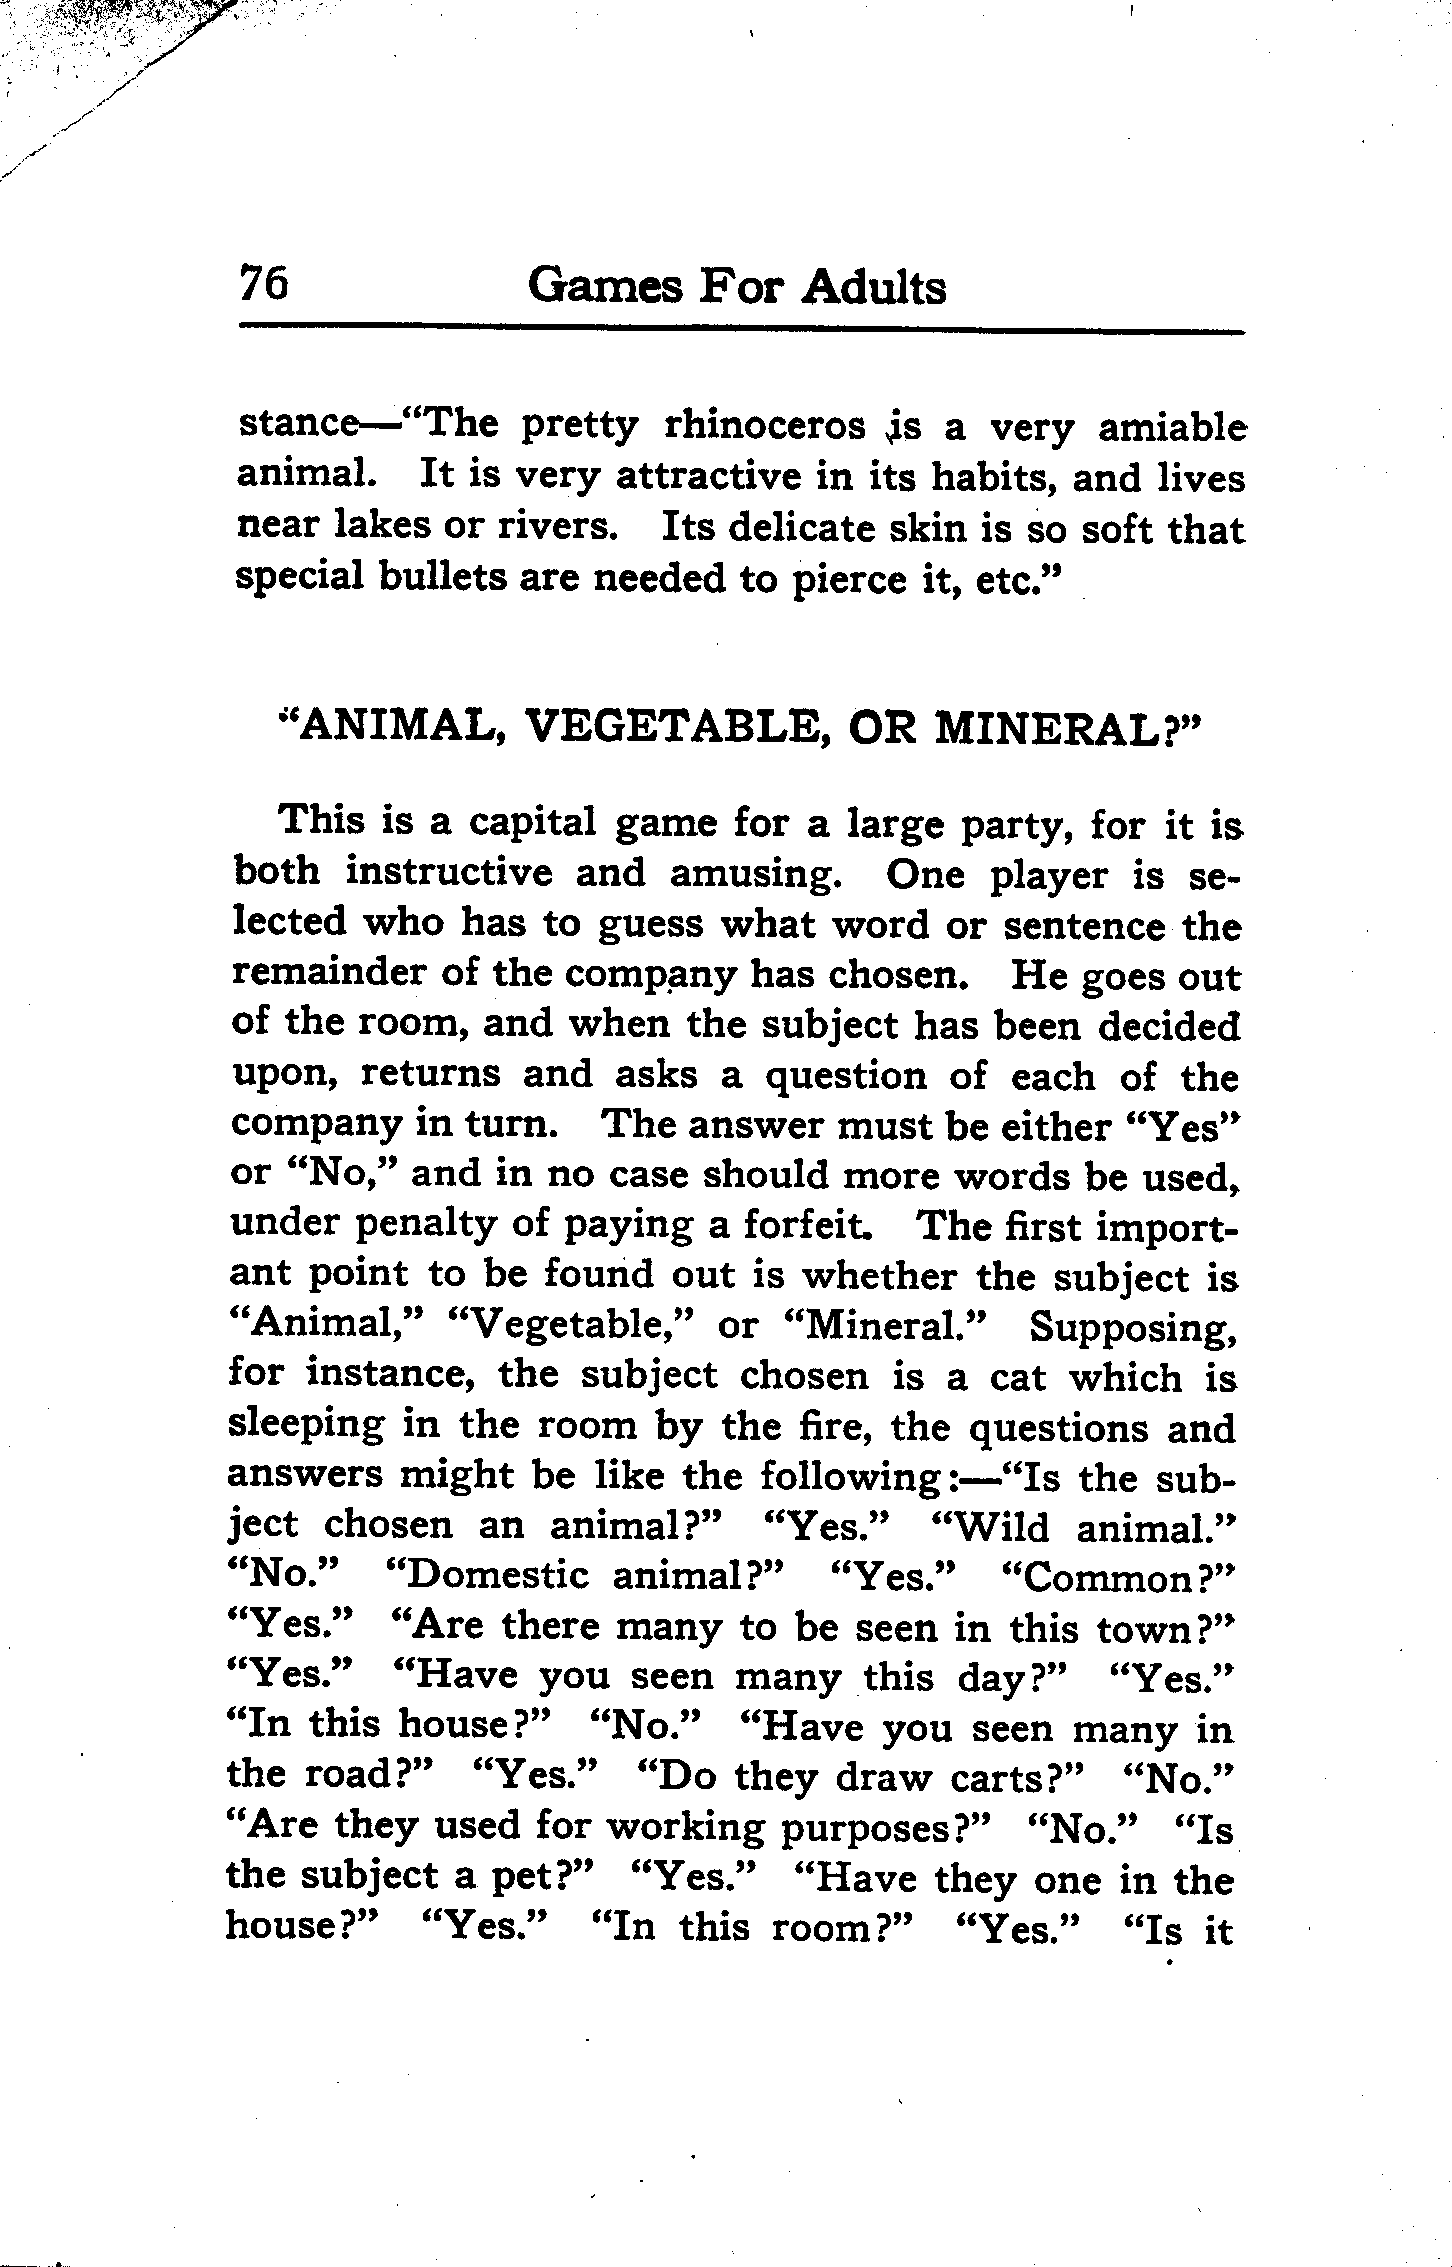 76 Games For Adults
stance—“The pretty rhinoceros is a very amiable
animal. It is very attractive in its habits, and lives
near lakes or rivers. Its delicate skin is so soft that
special bullets are needed to pierce it, etc.”
“ANIMAL, VEGETABLE, OR MINERAL?”
This is a capital game for a large party, for it is
both instructive and amusing. One player is se-
lected who has to guess what word or sentence the
remainder of the company has chosen. He goes out
of the room, and when the subject has been decided
upon, returns and asks a question of each of the
company in turn. The answer must be either “Yes”
or “No,” and in no case should more words be used,
under penalty of paying a forfeit. The first import-
ant point to be found out is whether the subject is
“Animal,” “Vegetable,” or “Mineral.” Supposing,
for instance, the subject chosen is a cat which is
sleeping in the room by the fire, the questions and
answers might be like the following:—“Is the sub-
ject chosen an animal?” “Yes.” “Wild animal.”
“No.” “Domestic animal?” “Yes.” “Common?”
“Yes.” “Are there many to be seen in this town?”
“Yes.” “Have you seen many this day?” “Yes.”
“In this house?” “No.” “Have you seen many in
the road?” “Yes.” “Do they draw carts?” “No.”
“Are they used for working purposes?” “No.” “Is
the subject a pet?” “Yes.” “Have they one in the
house?” “Yes.” “In this room?” “Yes.” “Is it